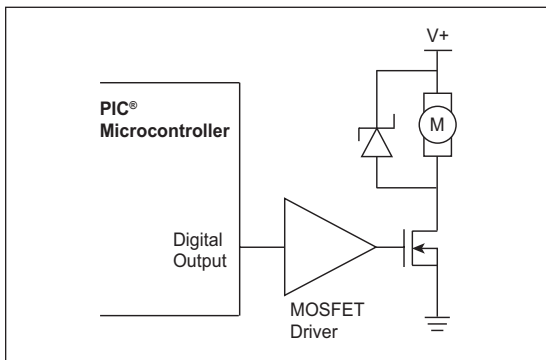 V+
PIC®
Microcontroller
M
Digital
Output
MOSFET
Driver